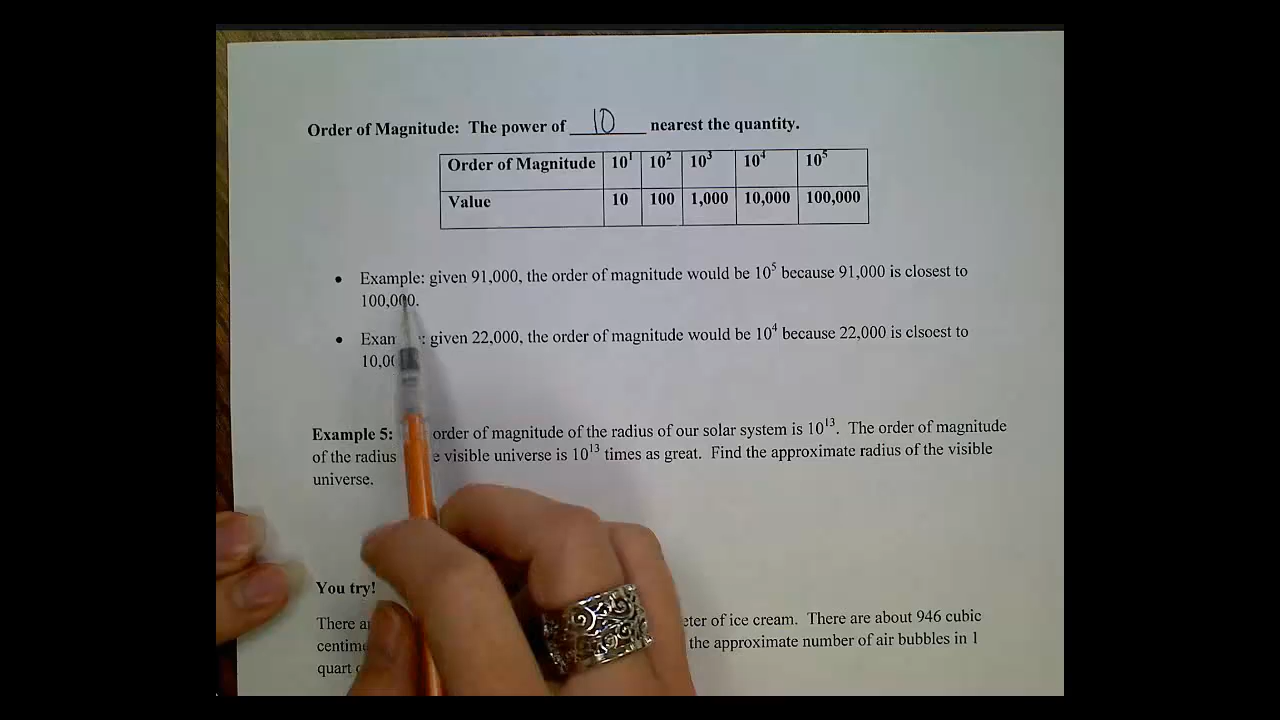 Order of Magnitude: The power of 10 nearest the quantity.
Order of Magnitude 10¹ 10² 10³ 10⁴ 10⁵
Value 10 100 1,000 10,000 100,000
• Example: given 91,000, the order of magnitude would be 10⁵ because 91,000 is closest to
100,000.
• Exam : given 22,000, the order of magnitude would be 10⁴ because 22,000 is clsoest to
10,00
Example 5: order of magnitude of the radius of our solar system is 10¹³. The order of magnitude
of the radius e visible universe is 10¹³ times as great. Find the approximate radius of the visible
universe.
You try!
There eter of ice cream. There are about 946 cubic
centim the approximate number of air bubbles in 1
quart